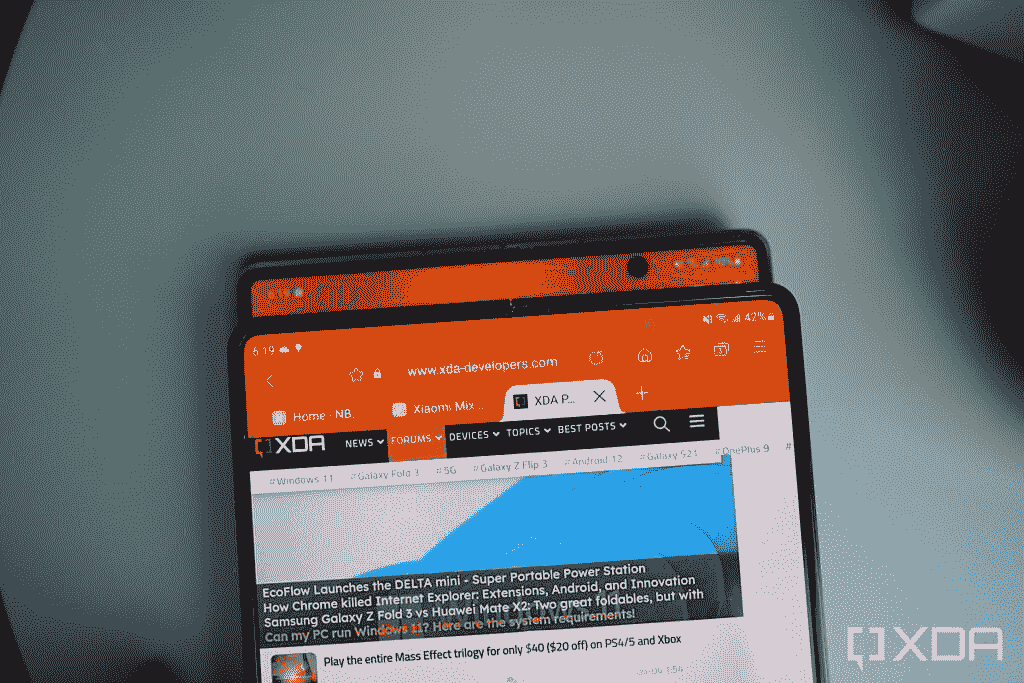 6:19
42%
www.xda-developers.com
Home - NB.
Xiaomi Mix ...
XDA P...
XDA
NEWS
FORUMS
DEVICES
TOPICS
BEST POSTS
#Windows 11 #Galaxy Fold 3 #5G #Galaxy Z Flip 3 #Android 12 #Galaxy S21 #OnePlus 9 #
EcoFlow Launches the DELTA mini - Super Portable Power Station
How Chrome killed Internet Explorer: Extensions, Android, and Innovation
Samsung Galaxy Z Fold 3 vs Huawei Mate X2: Two great foldables, but with
Can my PC run Windows 11? Here are the system requirements!
Play the entire Mass Effect trilogy for only $40 ($20 off) on PS4/5 and Xbox
XDA